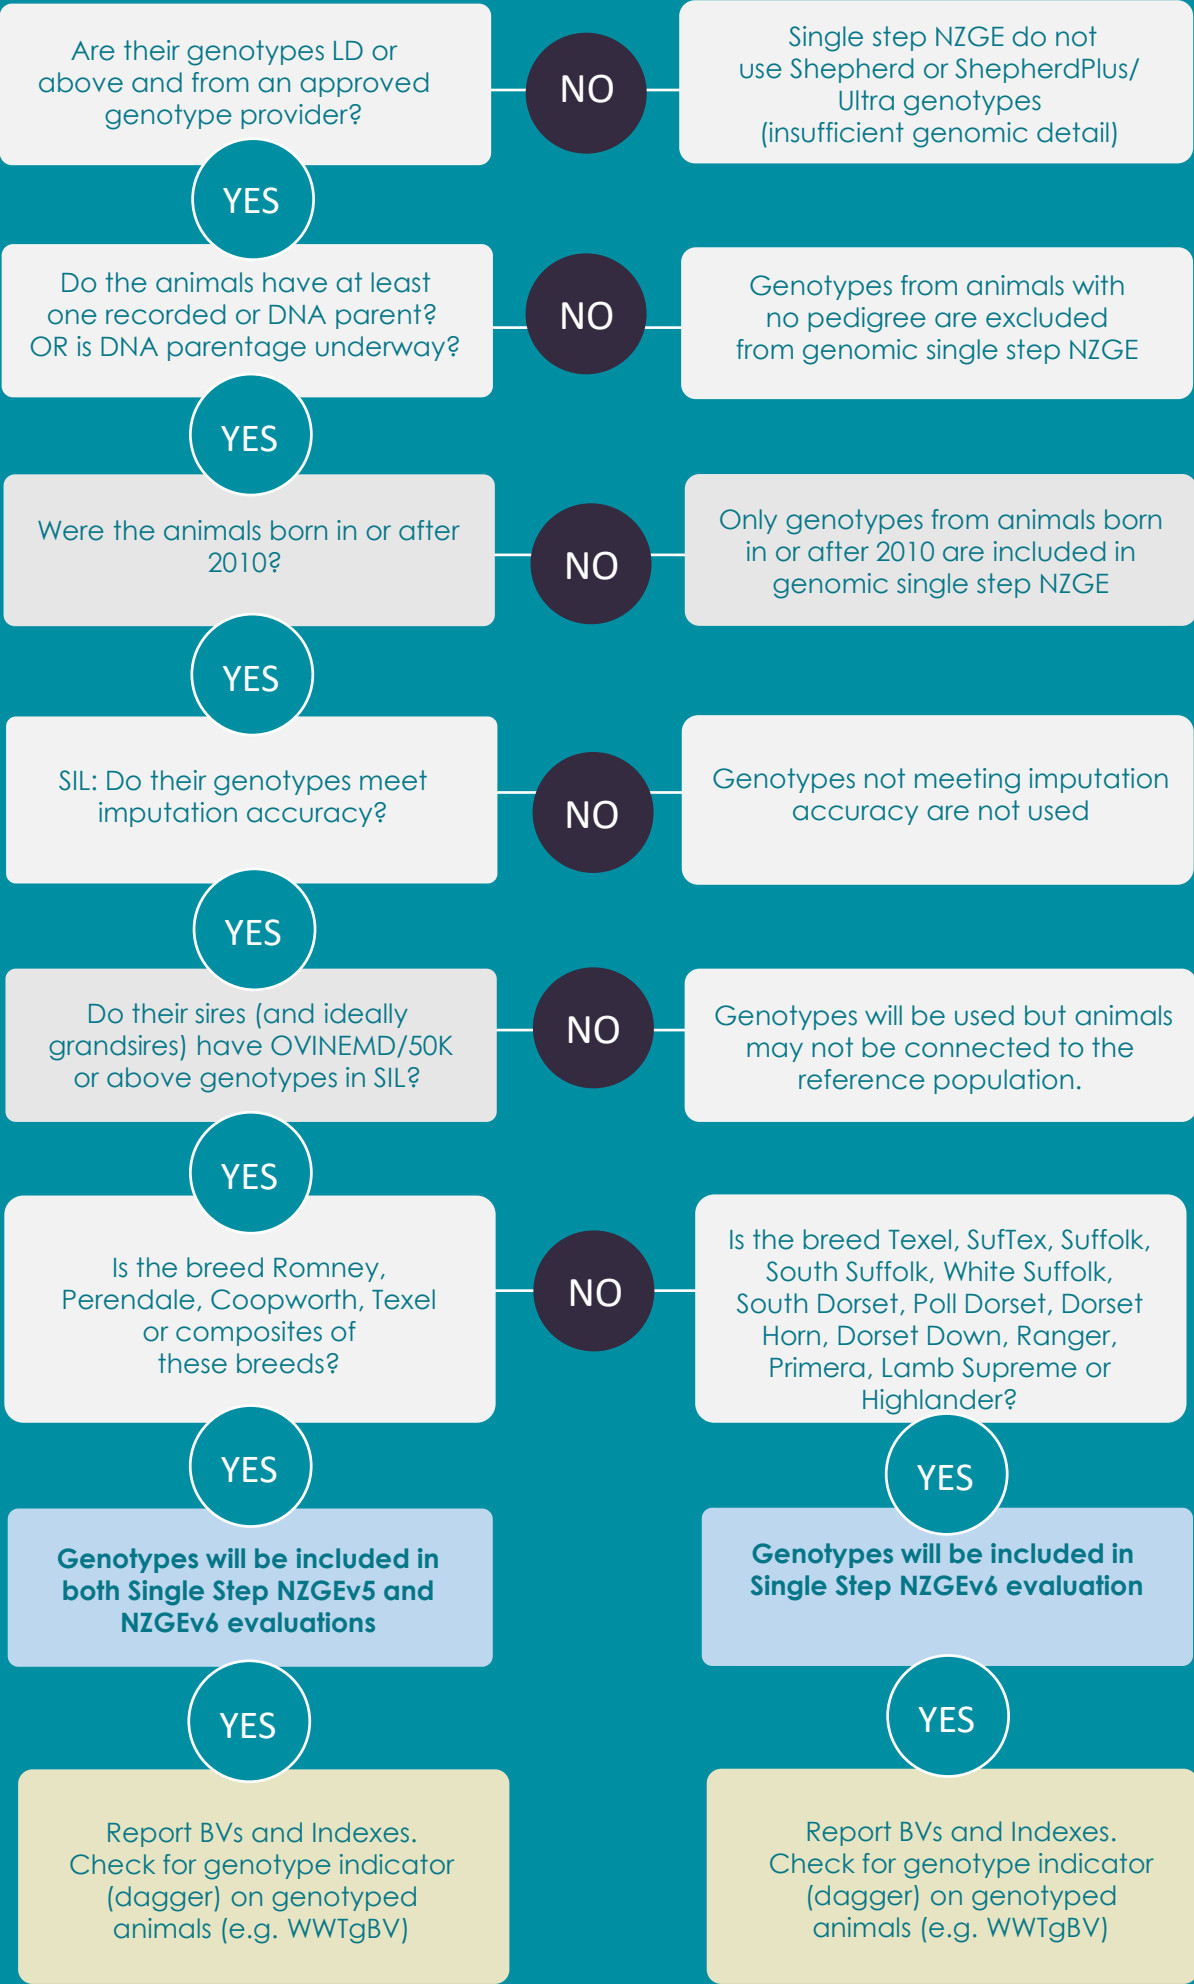 Are their genotypes LD or
above and from an approved
genotype provider?
NO
Single step NZGE do not
use Shepherd or ShepherdPlus/
Ultra genotypes
(insufficient genomic detail)
YES
Do the animals have at least
one recorded or DNA parent?
OR is DNA parentage underway?
NO
Genotypes from animals with
no pedigree are excluded
from genomic single step NZGE
YES
Were the animals born in or after
2010?
NO
Only genotypes from animals born
in or after 2010 are included in
genomic single step NZGE
YES
SIL: Do their genotypes meet
imputation accuracy?
NO
Genotypes not meeting imputation
accuracy are not used
YES
Do their sires (and ideally
grandsires) have OVINEMD/50K
or above genotypes in SIL?
NO
Genotypes will be used but animals
may not be connected to the
reference population.
YES
Is the breed Romney,
Perendale, Coopworth, Texel
or composites of
these breeds?
NO
Is the breed Texel, SufTex, Suffolk,
South Suffolk, White Suffolk,
South Dorset, Poll Dorset, Dorset
Horn, Dorset Down, Ranger,
Primera, Lamb Supreme or
Highlander?
YES
YES
Genotypes will be included in
both Single Step NZGEv5 and
NZGEv6 evaluations
Genotypes will be included in
Single Step NZGEv6 evaluation
YES
YES
Report BVs and Indexes.
Check for genotype indicator
(dagger) on genotyped
animals (e.g. WWTgBV)
Report BVs and Indexes.
Check for genotype indicator
(dagger) on genotyped
animals (e.g. WWTgBV)